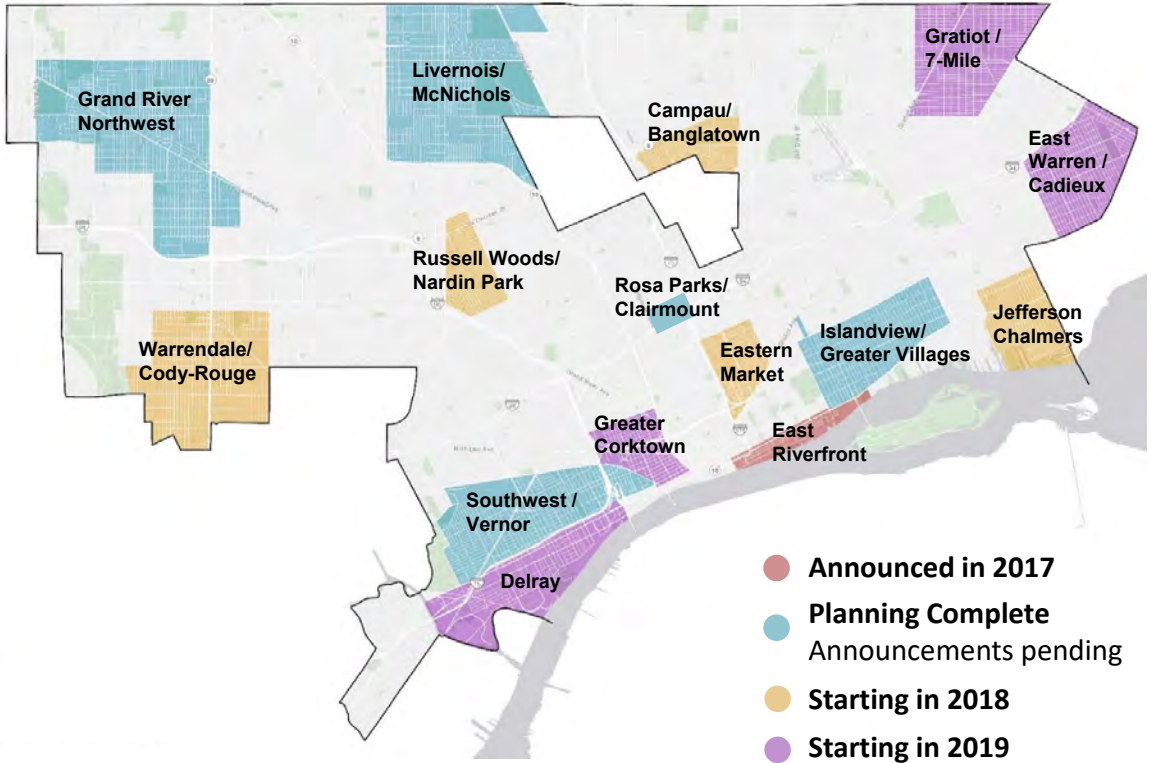 Gratiot /
7-Mile
Livernois/
McNichols
Grand River
Northwest
Campau/
Banglatown
East
Warren /
Cadieux
Russell Woods/
Nardin Park
Rosa Parks/
Clairmount
Jefferson
Chalmers
Islandview/
Greater Villages
Warrendale/
Cody-Rouge
Eastern
Market
Greater
Corktown
East
Riverfront
Southwest /
Vernor
Delray
Announced in 2017
Planning Complete
Announcements pending
Starting in 2018
Starting in 2019